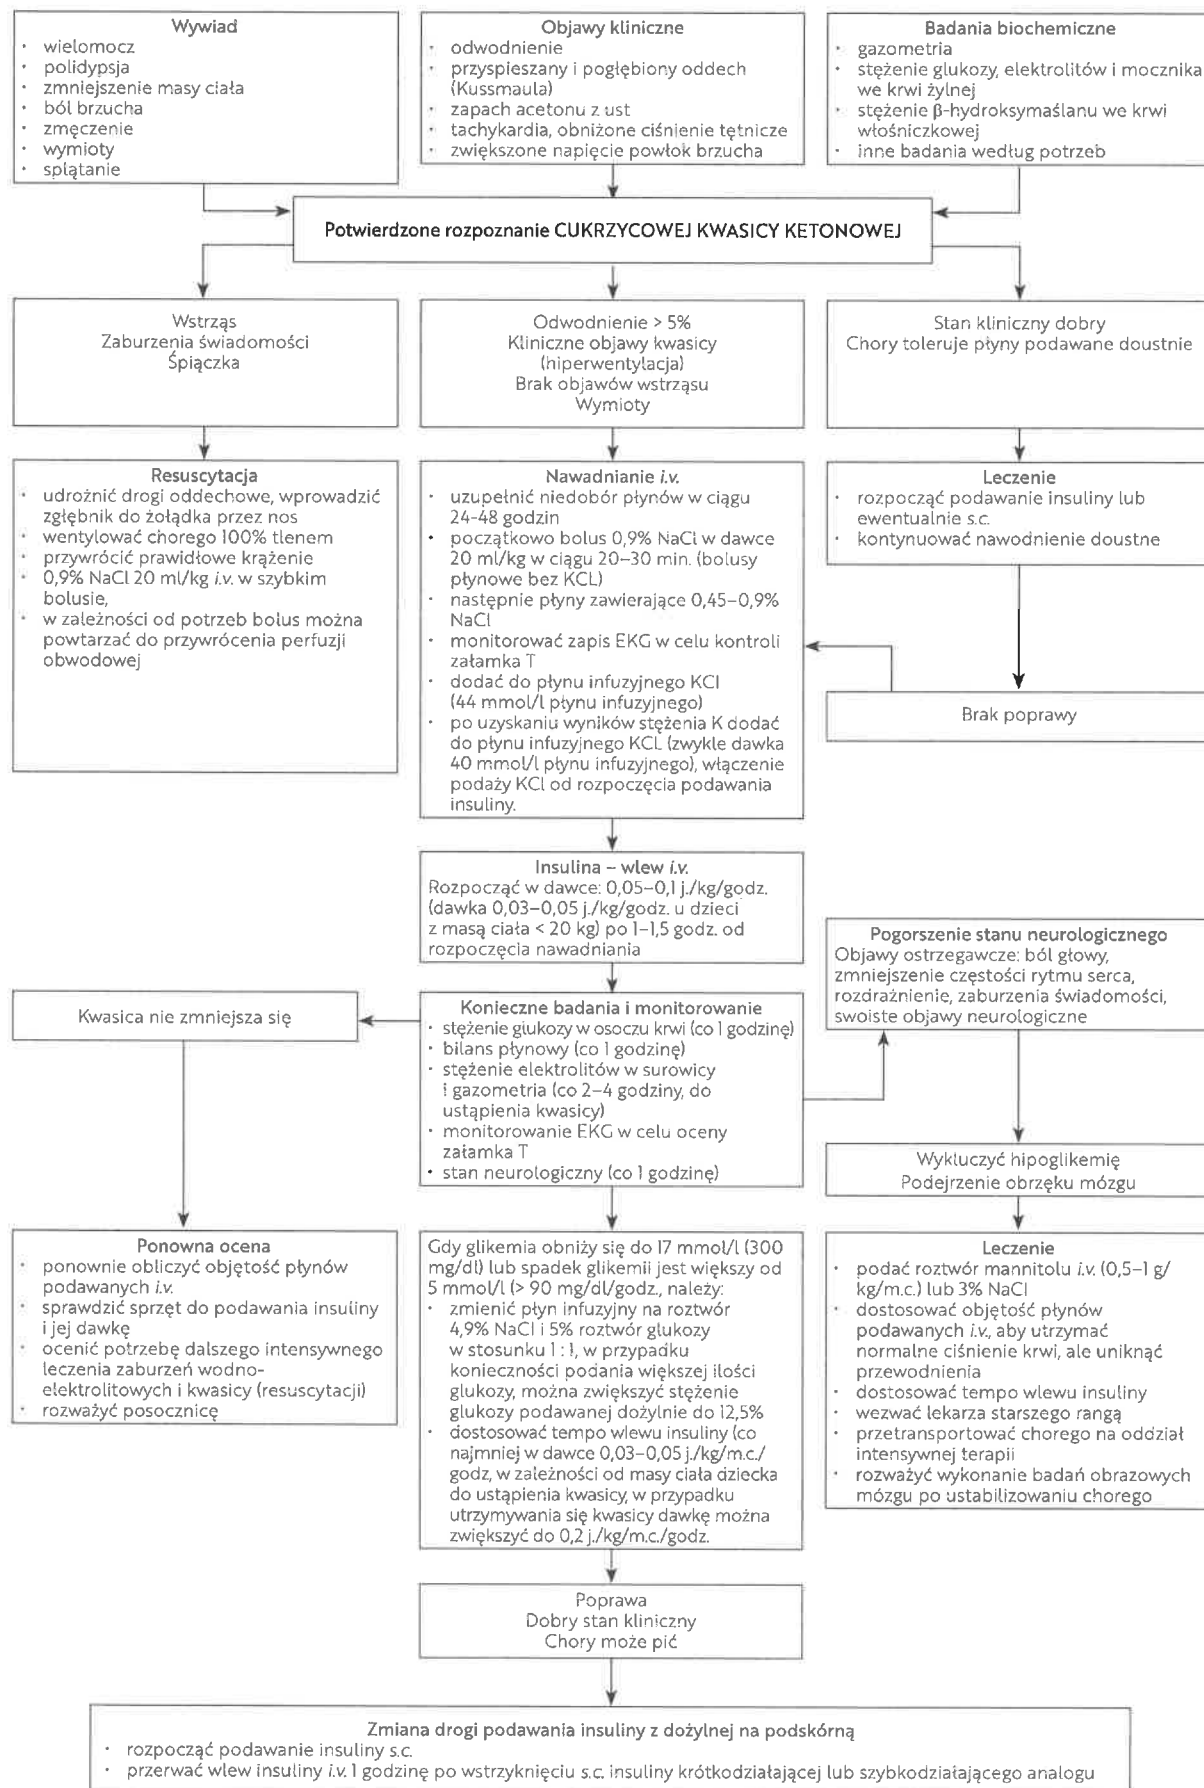 Wywiad
· wielomocz
· polidypsja
· zmniejszenie masy ciała
· ból brzucha
· zmęczenie
· wymioty
· splątanie
Objawy kliniczne
· odwodnienie
· przyspieszany i pogłębiony oddech
(Kussmaula)
· zapach acetonu z ust
· tachykardia, obniżone ciśnienie tętnicze
· zwiększone napięcie powłok brzucha
Badania biochemiczne
· gazometria
· stężenie glukozy, elektrolitów i mocznika
we krwi żylnej
· stężenie β-hydroksymaślanu we krwi
włośniczkowej
· inne badania według potrzeb
Potwierdzone rozpoznanie CUKRZYCOWEJ KWASICY KETONOWEJ
Wstrząs
Zaburzenia świadomości
Śpiączka
Odwodnienie > 5%
Kliniczne objawy kwasicy
(hiperwentylacja)
Brak objawów wstrząsu
Wymioty
Stan kliniczny dobry
Chory toleruje płyny podawane doustnie
Resuscytacja
· udrożnić drogi oddechowe, wprowadzić
zgłębnik do żołądka przez nos
· wentylować chorego 100% tlenem
· przywrócić prawidłowe krążenie
· 0,9% NaCl 20 ml/kg i.v. w szybkim
bolusie,
· w zależności od potrzeb bolus można
powtarzać do przywrócenia perfuzji
obwodowej
Nawadnianie i.v.
· uzupełnić niedobór płynów w ciągu
24-48 godzin
· początkowo bolus 0,9% NaCl w dawce
20 ml/kg w ciągu 20–30 min. (bolusy
płynowe bez KCL)
· następnie płyny zawierające 0,45–0,9%
NaCl
· monitorować zapis EKG w celu kontroli
załamka T
· dodać do płynu infuzyjnego KCl
(44 mmol/l płynu infuzyjnego)
· po uzyskaniu wyników stężenia K dodać
do płynu infuzyjnego KCL (zwykle dawka
40 mmol/l płynu infuzyjnego), włączenie
podaży KCl od rozpoczęcia podawania
insuliny.
Leczenie
· rozpocząć podawanie insuliny lub
ewentualnie s.c.
· kontynuować nawodnienie doustne
Brak poprawy
Insulina – wlew i.v.
Rozpocząć w dawce: 0,05–0,1 j./kg/godz.
(dawka 0,03–0,05 j./kg/godz. u dzieci
z masą ciała < 20 kg) po 1–1,5 godz. od
rozpoczęcia nawadniania
Pogorszenie stanu neurologicznego
Objawy ostrzegawcze: ból głowy,
zmniejszenie częstości rytmu serca,
rozdrażnienie, zaburzenia świadomości,
swoiste objawy neurologiczne
Kwasica nie zmniejsza się
Konieczne badania i monitorowanie
· stężenie glukozy w osoczu krwi (co 1 godzinę)
· bilans płynowy (co 1 godzinę)
· stężenie elektrolitów w surowicy
i gazometria (co 2–4 godziny, do
ustąpienia kwasicy)
· monitorowanie EKG w celu oceny
załamka T
· stan neurologiczny (co 1 godzinę)
Wykluczyć hipoglikemię
Podejrzenie obrzęku mózgu
Ponowna ocena
· ponownie obliczyć objętość płynów
podawanych i.v.
· sprawdzić sprzęt do podawania insuliny
i jej dawkę
· ocenić potrzebę dalszego intensywnego
leczenia zaburzeń wodno-
elektrolitowych i kwasicy (resuscytacji)
· rozważyć posocznicę
Gdy glikemia obniży się do 17 mmol/l (300
mg/dl) lub spadek glikemii jest większy od
5 mmol/l (> 90 mg/dl/godz., należy:
· zmienić płyn infuzyjny na roztwór
4,9% NaCl i 5% roztwór glukozy
w stosunku 1 : 1, w przypadku
konieczności podania większej ilości
glukozy, można zwiększyć stężenie
glukozy podawanej dożylnie do 12,5%
· dostosować tempo wlewu insuliny (co
najmniej w dawce 0,03–0,05 j./kg/m.c./
godz, w zależności od masy ciała dziecka
do ustąpienia kwasicy, w przypadku
utrzymywania się kwasicy dawkę można
zwiększyć do 0,2 j./kg/m.c./godz.
Leczenie
· podać roztwór mannitolu i.v. (0,5–1 g/
kg/m.c.) lub 3% NaCl
· dostosować objętość płynów
podawanych i.v., aby utrzymać
normalne ciśnienie krwi, ale uniknąć
przewodnienia
· dostosować tempo wlewu insuliny
· wezwać lekarza starszego rangą
· przetransportować chorego na oddział
intensywnej terapii
· rozważyć wykonanie badań obrazowych
mózgu po ustabilizowaniu chorego
Poprawa
Dobry stan kliniczny
Chory może pić
Zmiana drogi podawania insuliny z dożylnej na podskórną
· rozpocząć podawanie insuliny s.c.
· przerwać wlew insuliny i.v. 1 godzinę po wstrzyknięciu s.c. insuliny krótkodziałającej lub szybkodziałającego analogu